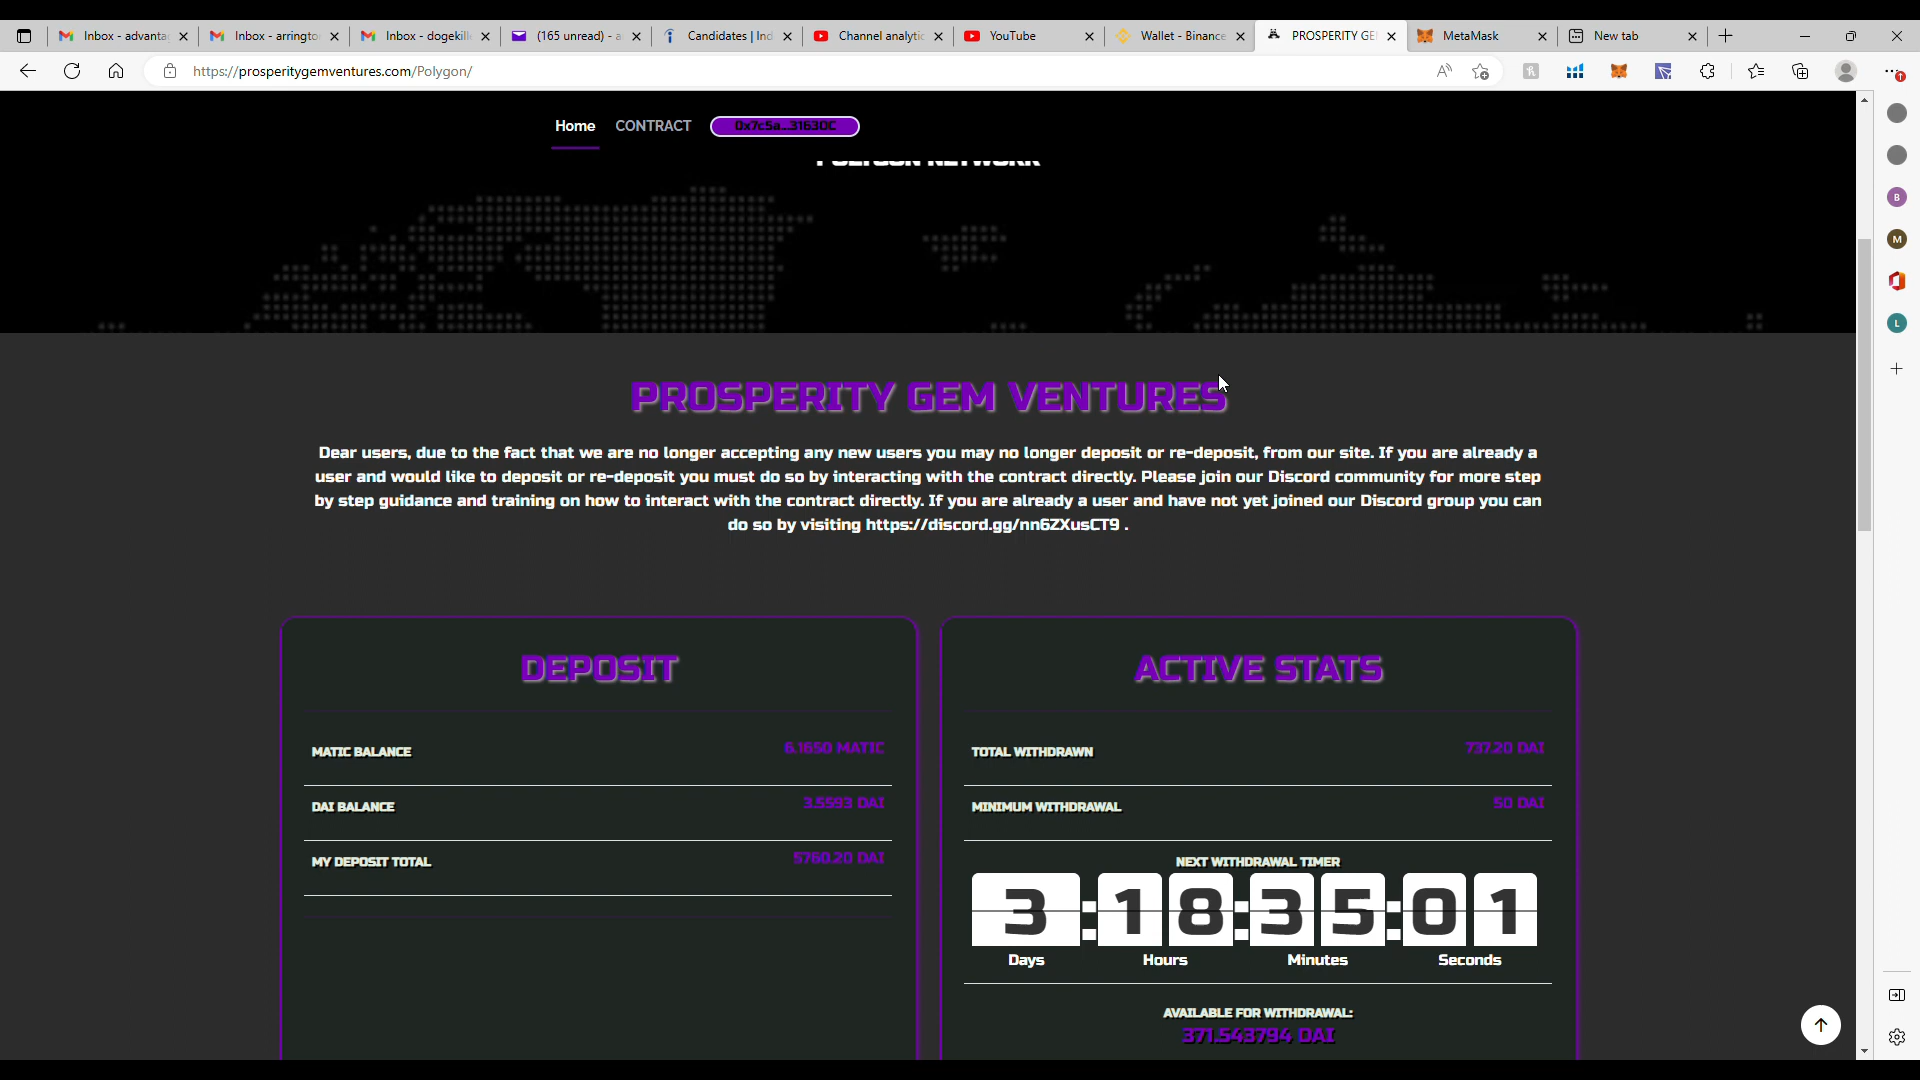 Inbox - advanta
Inbox - arringto
Inbox - dogekill
(165 unread) - a
Candidates | Ind
Channel analytic
YouTube
Wallet - Binance
PROSPERITY GE
MetaMask
New tab
https://prosperitygemventures.com/Polygon/
Home
CONTRACT
0x7c5a...31630C
POLYGON NETWORK
PROSPERITY GEM VENTURES
Dear users, due to the fact that we are no longer accepting any new users you may no longer deposit or re-deposit, from our site. If you are already a
user and would like to deposit or re-deposit you must do so by interacting with the contract directly. Please join our Discord community for more step
by step guidance and training on how to interact with the contract directly. If you are already a user and have not yet joined our Discord group you can
do so by visiting https://discord.gg/nn6ZXusCT9 .
DEPOSIT
MATIC BALANCE 6.1650 MATIC
DAI BALANCE 3.5593 DAI
MY DEPOSIT TOTAL 5760.20 DAI
ACTIVE STATS
TOTAL WITHDRAWN 737.20 DAI
MINIMUM WITHDRAWAL 50 DAI
NEXT WITHDRAWAL TIMER
3:18:35:01
Days Hours Minutes Seconds
AVAILABLE FOR WITHDRAWAL:
371.543794 DAI
B
M
L